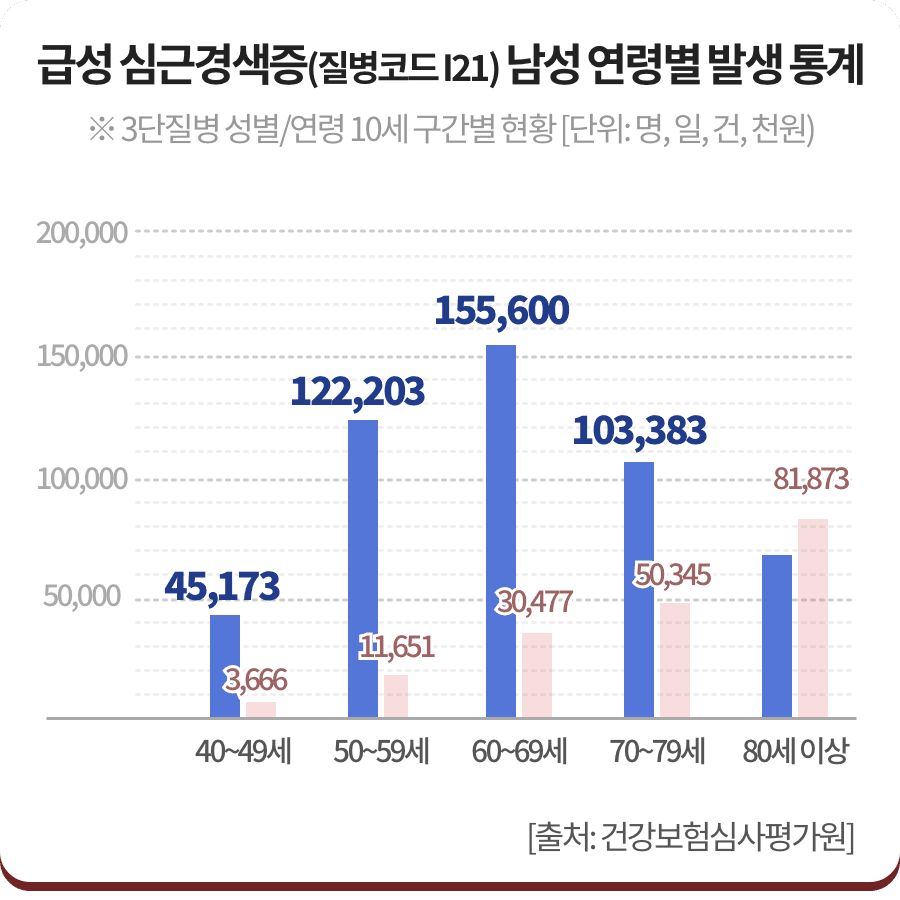 급성 심근경색증(질병코드 I21) 남성 연령별 발생 통계
※ 3단질병 성별/연령 10세 구간별 현황 [단위: 명, 일, 건, 천원)
200,000
150,000
100,000
50,000
45,173
3,666
122,203
11,651
155,600
30,477
103,383
50,345
81,873
40~49세
50~59세
60~69세
70~79세
80세 이상
[출처: 건강보험심사평가원]